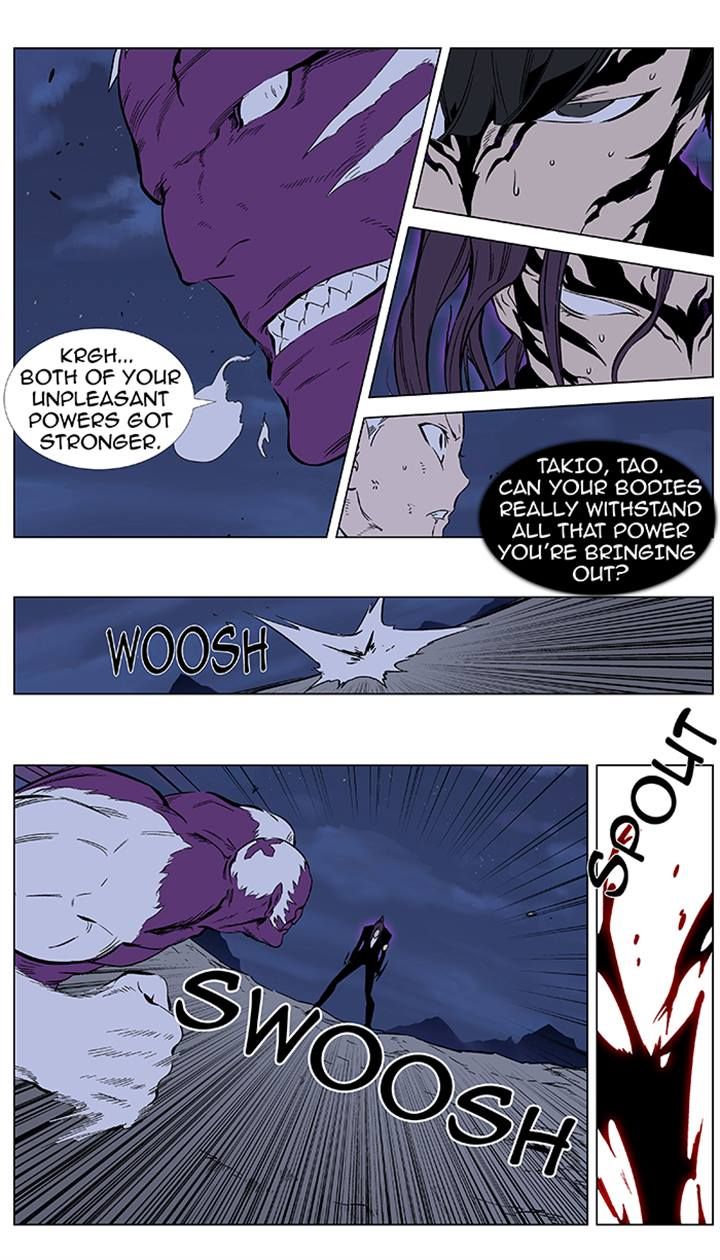 KRGH...
BOTH OF YOUR
UNPLEASANT
POWERS GOT
STRONGER.
TAKIO, TAO.
CAN YOUR BODIES
REALLY WITHSTAND
ALL THAT POWER
YOU'RE BRINGING
OUT?
WOOSH
SWOOSH
SPOUT